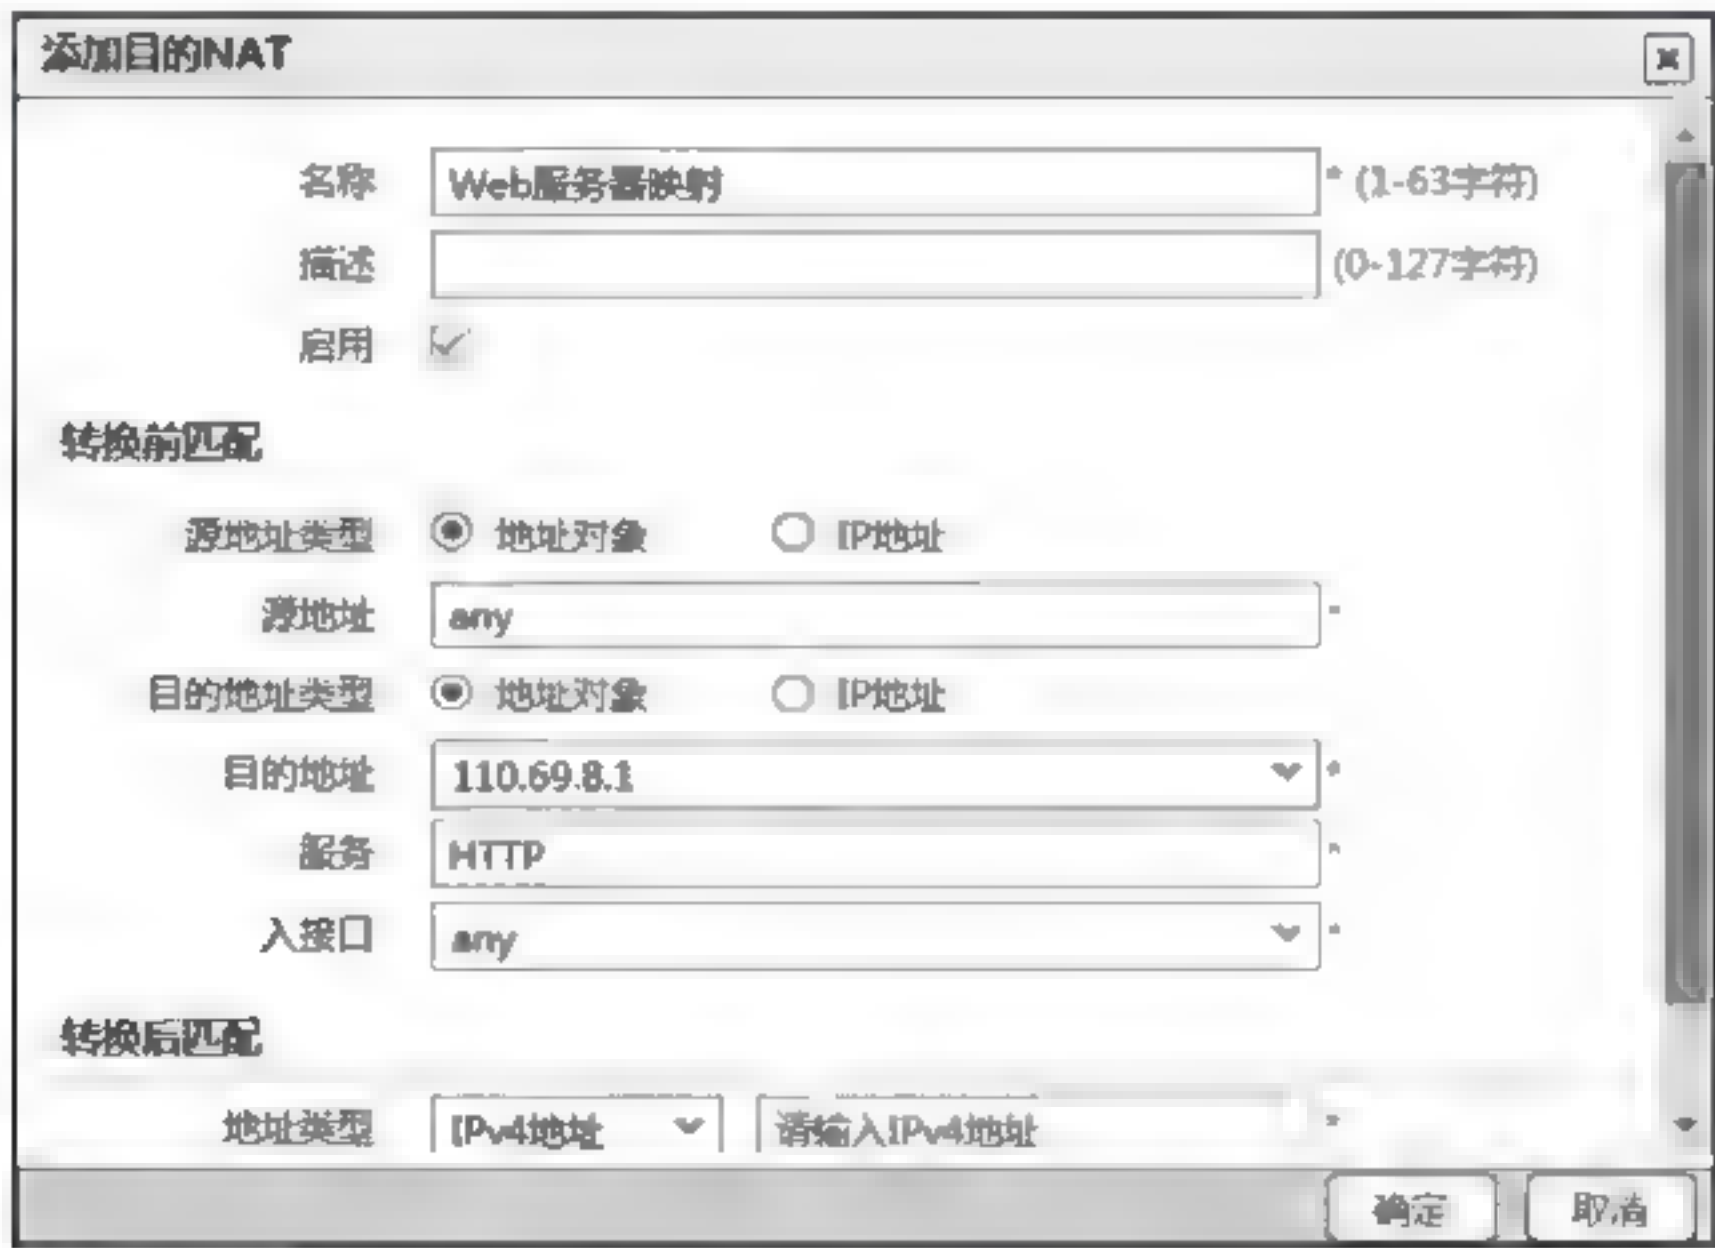 添加目的NAT
名称 Web服务器映射 * (1-63字符)
描述 (0-127字符)
启用
转换前匹配
源地址类型 地址对象 IP地址
源地址 any *
目的地址类型 地址对象 IP地址
目的地址 110.69.8.1 *
服务 HTTP *
入接口 any *
转换后匹配
地址类型 IPv4地址 请输入IPv4地址 *
确定 取消